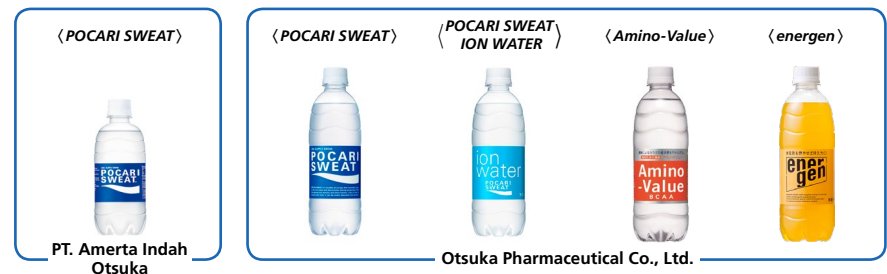 〈POCARI SWEAT〉
POCARI
SWEAT
PT. Amerta Indah
Otsuka
〈POCARI SWEAT〉
〈POCARI SWEAT
ION WATER〉
〈Amino-Value〉
〈energen〉
POCARI
SWEAT
ion
water
POCARI
SWEAT
Amino
-Value
BCAA
ener
gen
Otsuka Pharmaceutical Co., Ltd.